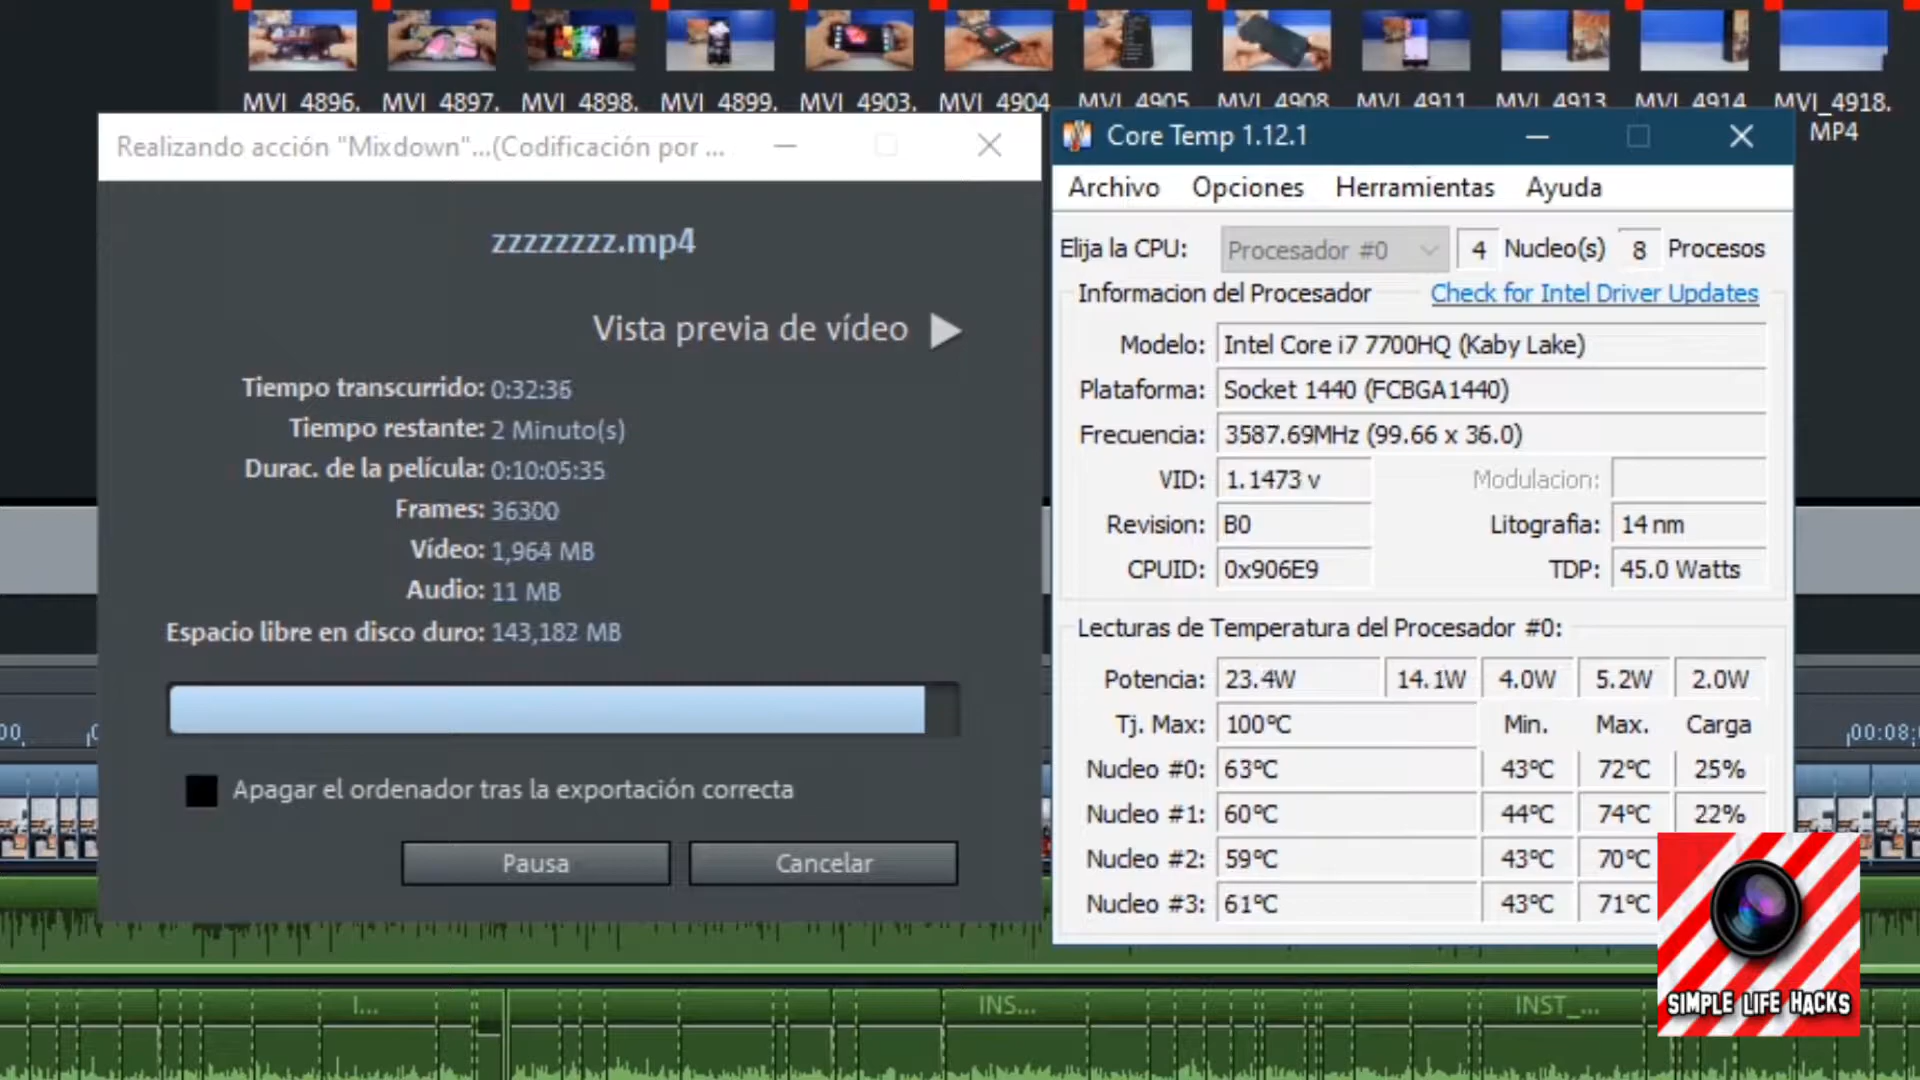 MVI_4896. MVI_4897. MVI_4898. MVI_4899. MVI_4903. MVI_4904 MVI_4905 MVI_4908 MVI_4911 MVI_4913 MVI_4914 MVI_4918.
MP4
Realizando acción "Mixdown"...(Codificación por ...
zzzzzzzz.mp4
Vista previa de vídeo
Tiempo transcurrido: 0:32:36
Tiempo restante: 2 Minuto(s)
Durac. de la película: 0:10:05:35
Frames: 36300
Vídeo: 1,964 MB
Audio: 11 MB
Espacio libre en disco duro: 143,182 MB
Apagar el ordenador tras la exportación correcta
Pausa Cancelar
Core Temp 1.12.1
Archivo Opciones Herramientas Ayuda
Elija la CPU: Procesador #0 4 Nucleo(s) 8 Procesos
Informacion del Procesador Check for Intel Driver Updates
Modelo: Intel Core i7 7700HQ (Kaby Lake)
Plataforma: Socket 1440 (FCBGA1440)
Frecuencia: 3587.69MHz (99.66 x 36.0)
VID: 1.1473 v Modulacion:
Revision: B0 Litografia: 14 nm
CPUID: 0x906E9 TDP: 45.0 Watts
Lecturas de Temperatura del Procesador #0:
Potencia: 23.4W 14.1W 4.0W 5.2W 2.0W
Tj. Max: 100°C Min. Max. Carga
Nucleo #0: 63°C 43°C 72°C 25%
Nucleo #1: 60°C 44°C 74°C 22%
Nucleo #2: 59°C 43°C 70°C
Nucleo #3: 61°C 43°C 71°C
00:08:
SIMPLE LIFE HACKS
I... INS... INST_...